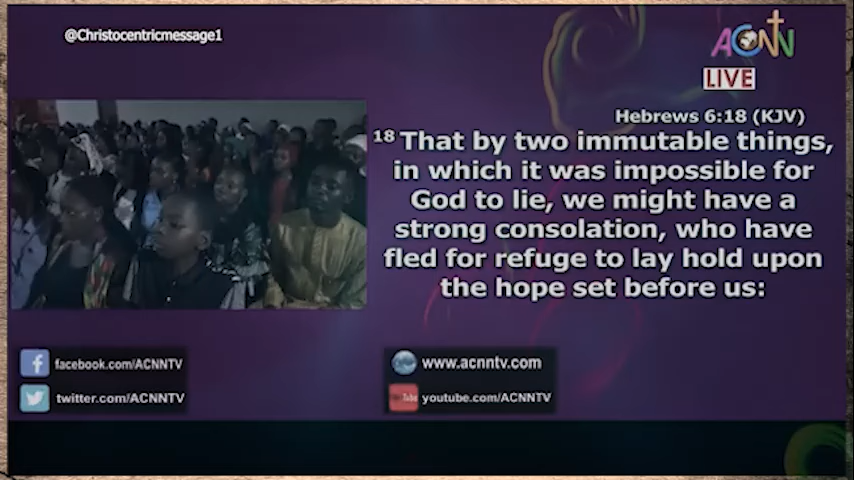 @Christocentricmessage1
ACNN
LIVE
Hebrews 6:18 (KJV)
18 That by two immutable things,
in which it was impossible for
God to lie, we might have a
strong consolation, who have
fled for refuge to lay hold upon
the hope set before us:
facebook.com/ACNNTV
www.acnntv.com
twitter.com/ACNNTV
youtube.com/ACNNTV